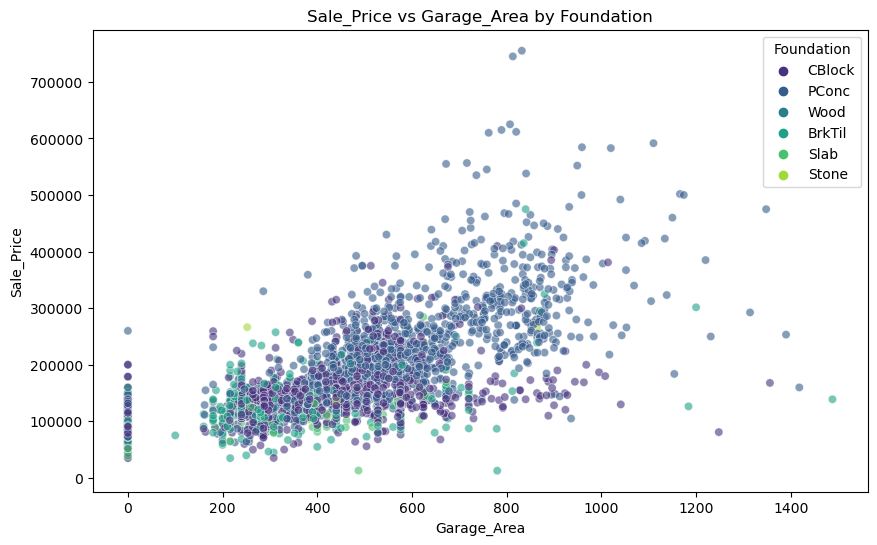 Sale_Price vs Garage_Area by Foundation
Foundation
CBlock
PConc
Wood
BrkTil
Slab
Stone
Sale_Price
700000
600000
500000
400000
300000
200000
100000
0
0 200 400 600 800 1000 1200 1400
Garage_Area